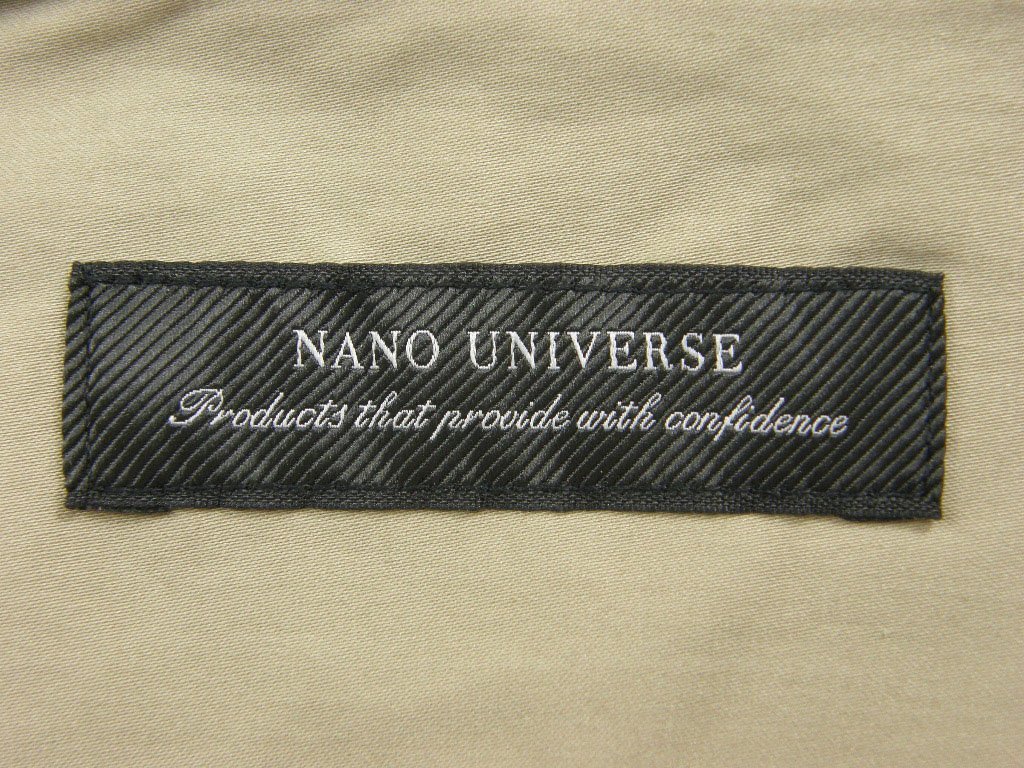 NANO UNIVERSE
Products that provide with confidence